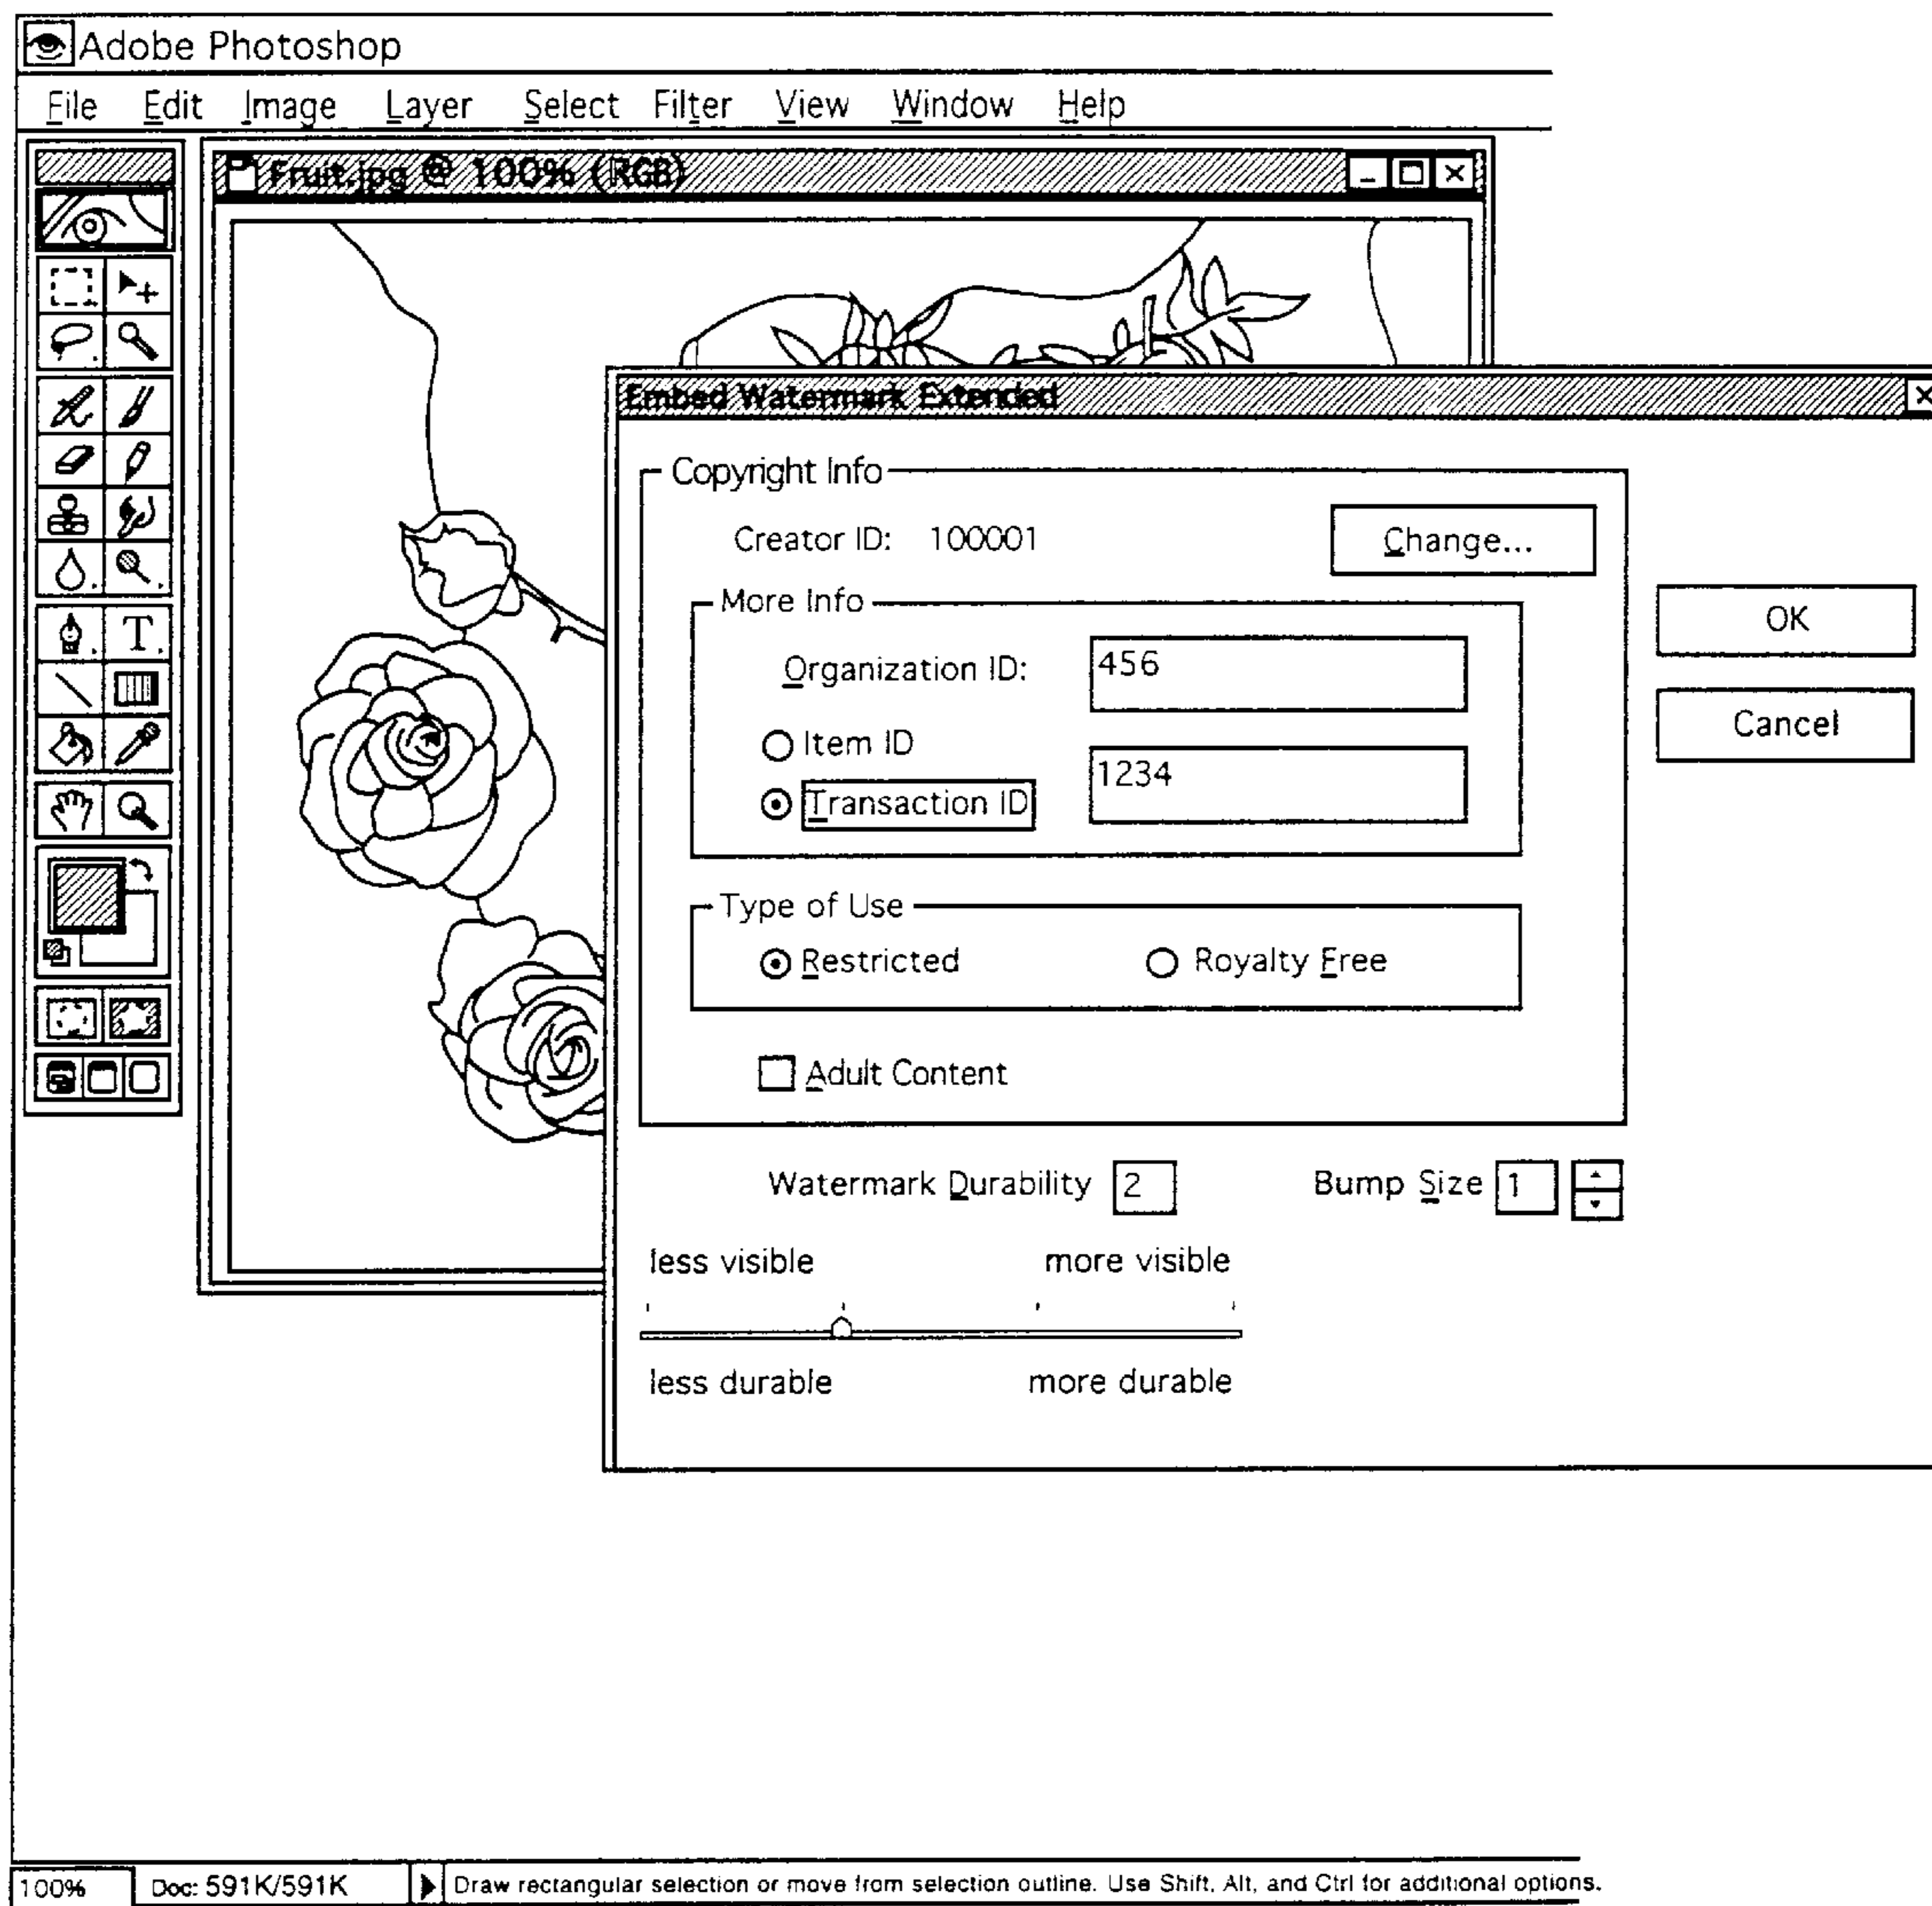 Adobe Photoshop
File Edit Image Layer Select Filter View Window Help
Fruit.jpg @ 100% (RGB)
Embed Watermark Extended
Copyright Info
Creator ID: 100001 Change...
More Info
Organization ID: 456
Item ID
Transaction ID 1234
OK
Cancel
Type of Use
Restricted Royalty Free
Adult Content
Watermark Durability 2 Bump Size 1
less visible more visible
less durable more durable
100% Doc: 591K/591K Draw rectangular selection or move from selection outline. Use Shift, Alt, and Ctrl for additional options.